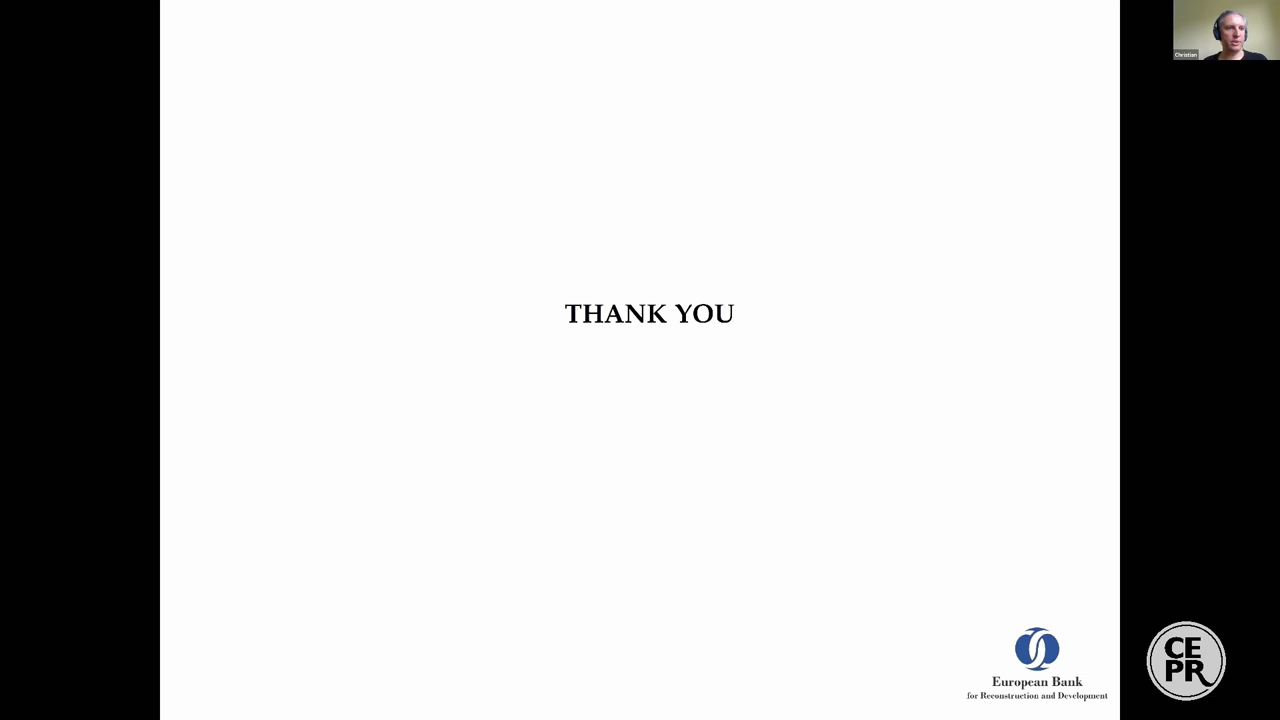 Christian
THANK YOU
European Bank
for Reconstruction and Development
CE
PR